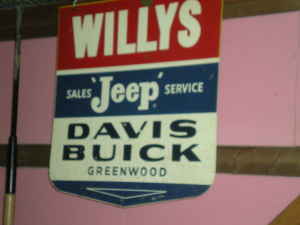 WILLYS
SALES 'Jeep' SERVICE
DAVIS
BUICK
GREENWOOD